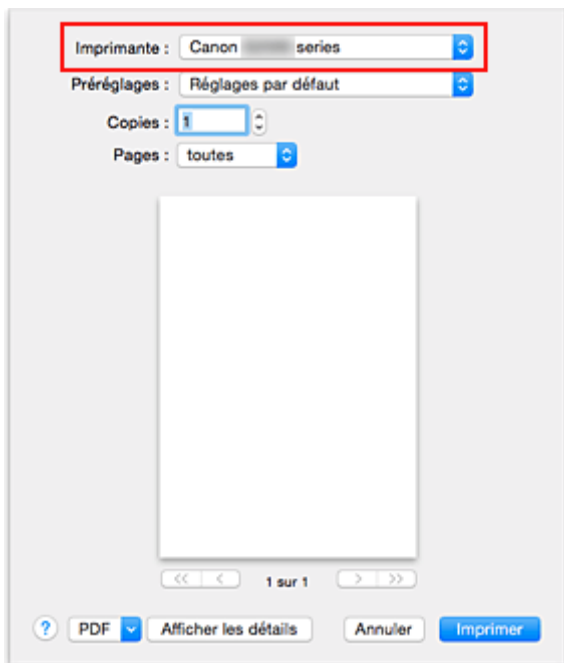 Imprimante : Canon series
Préréglages : Réglages par défaut
Copies : 1
Pages : toutes
<< < 1 sur 1 > >>
? PDF Afficher les détails Annuler Imprimer